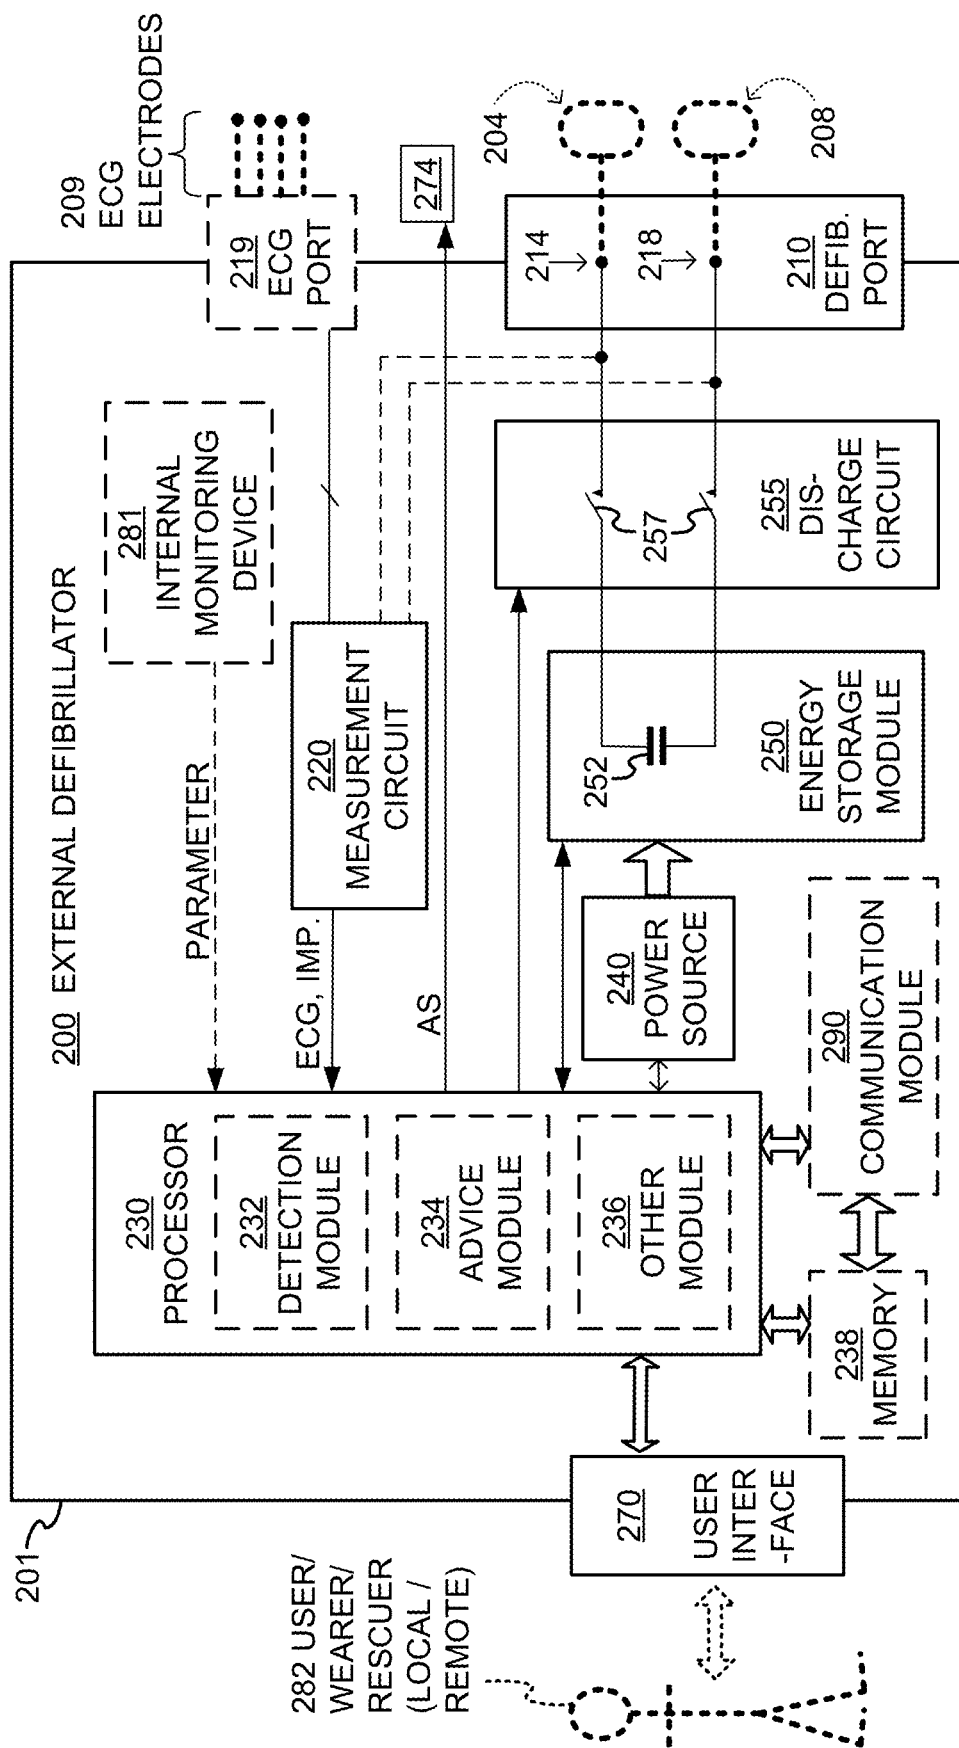 200 EXTERNAL DEFIBRILLATOR
201
282 USER/
WEARER/
RESCUER
(LOCAL /
REMOTE)
270
USER
INTER
-FACE
230
PROCESSOR
232
DETECTION
MODULE
234
ADVICE
MODULE
236
OTHER
MODULE
238
MEMORY
290
COMMUNICATION
MODULE
PARAMETER
281
INTERNAL
MONITORING
DEVICE
ECG, IMP.
220
MEASUREMENT
CIRCUIT
AS
240
POWER
SOURCE
252
250
ENERGY
STORAGE
MODULE
257
255
DIS-
CHARGE
CIRCUIT
209
ECG
ELECTRODES
219
ECG
PORT
274
214
218
210
DEFIB.
PORT
204
208